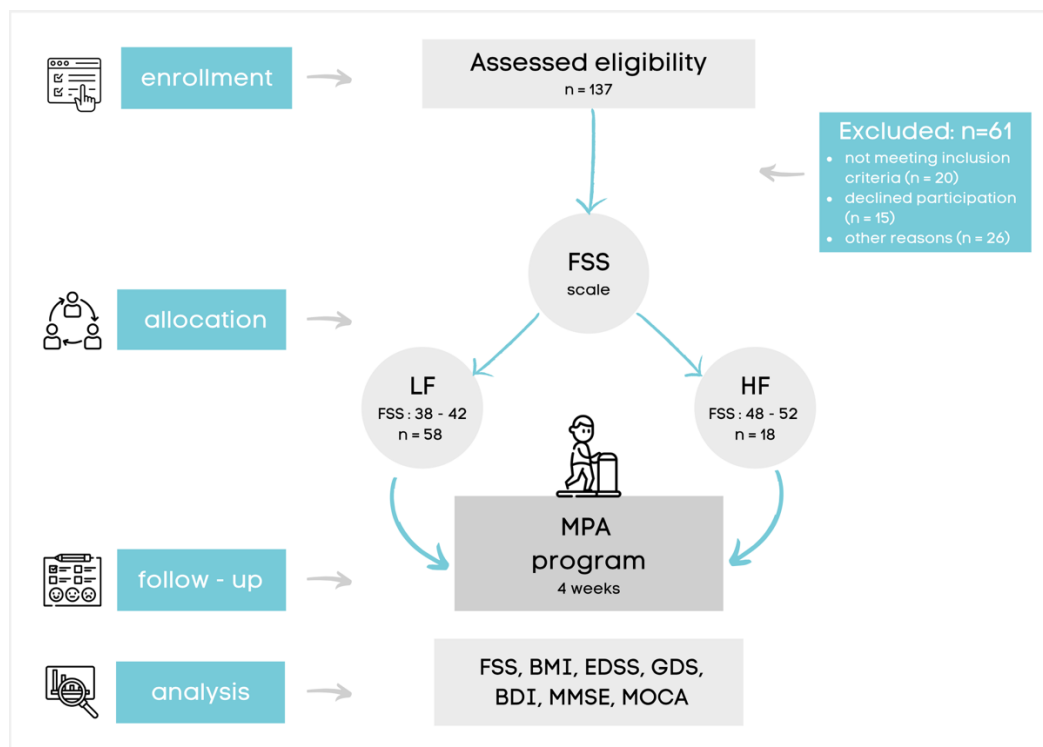 enrollment
Assessed eligibility
n = 137
Excluded: n=61
• not meeting inclusion
criteria (n = 20)
• declined participation
(n = 15)
• other reasons (n = 26)
FSS
scale
allocation
LF
FSS : 38 - 42
n = 58
HF
FSS : 48 - 52
n = 18
MPA
program
4 weeks
follow - up
analysis
FSS, BMI, EDSS, GDS,
BDI, MMSE, MOCA